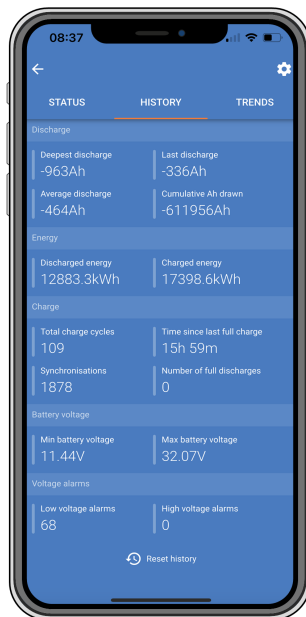 08:37
STATUS HISTORY TRENDS
Discharge
Deepest discharge Last discharge
-963Ah -336Ah
Average discharge Cumulative Ah drawn
-464Ah -611956Ah
Energy
Discharged energy Charged energy
12883.3kWh 17398.6kWh
Charge
Total charge cycles Time since last full charge
109 15h 59m
Synchronisations Number of full discharges
1878 0
Battery voltage
Min battery voltage Max battery voltage
11.44V 32.07V
Voltage alarms
Low voltage alarms High voltage alarms
68 0
Reset history